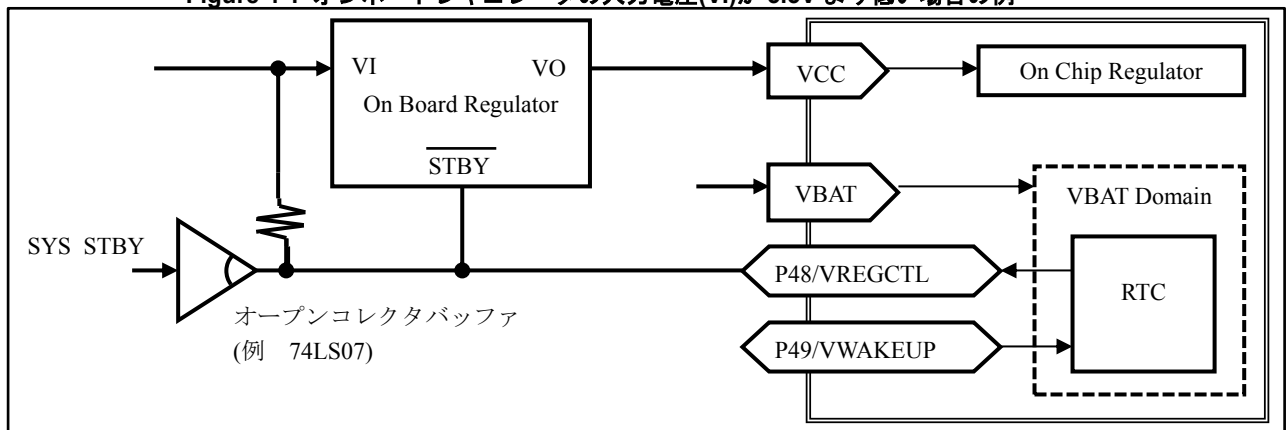 VI
VO
On Board Regulator
STBY
VCC
On Chip Regulator
VBAT
VBAT Domain
SYS STBY
P48/VREGCTL
RTC
P49/VWAKEUP
オープンコレクタバッファ
(例 74LS07)